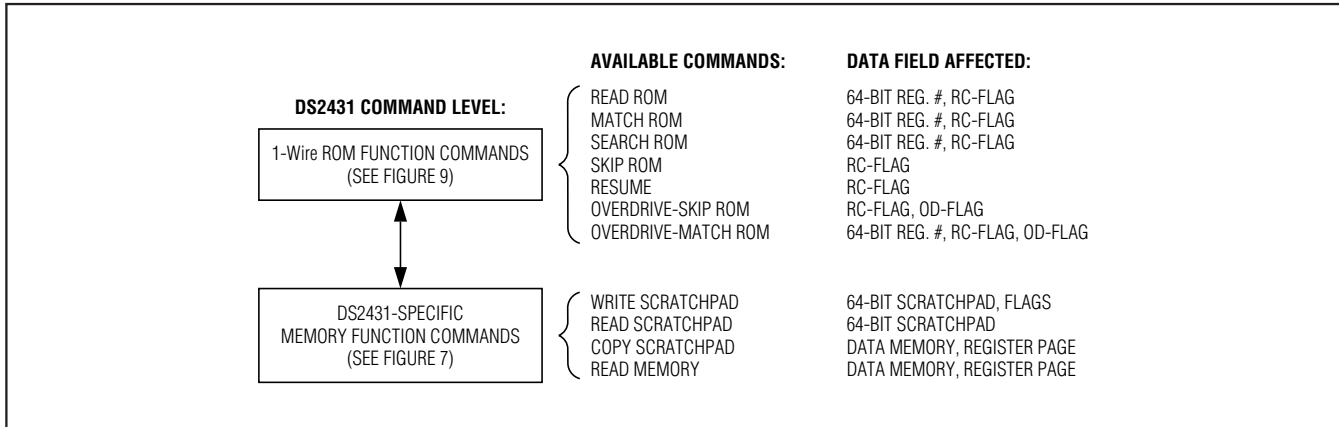 AVAILABLE COMMANDS: DATA FIELD AFFECTED:
DS2431 COMMAND LEVEL:
1-Wire ROM FUNCTION COMMANDS
(SEE FIGURE 9)
READ ROM 64-BIT REG. #, RC-FLAG
MATCH ROM 64-BIT REG. #, RC-FLAG
SEARCH ROM 64-BIT REG. #, RC-FLAG
SKIP ROM RC-FLAG
RESUME RC-FLAG
OVERDRIVE-SKIP ROM RC-FLAG, OD-FLAG
OVERDRIVE-MATCH ROM 64-BIT REG. #, RC-FLAG, OD-FLAG
DS2431-SPECIFIC
MEMORY FUNCTION COMMANDS
(SEE FIGURE 7)
WRITE SCRATCHPAD 64-BIT SCRATCHPAD, FLAGS
READ SCRATCHPAD 64-BIT SCRATCHPAD
COPY SCRATCHPAD DATA MEMORY, REGISTER PAGE
READ MEMORY DATA MEMORY, REGISTER PAGE